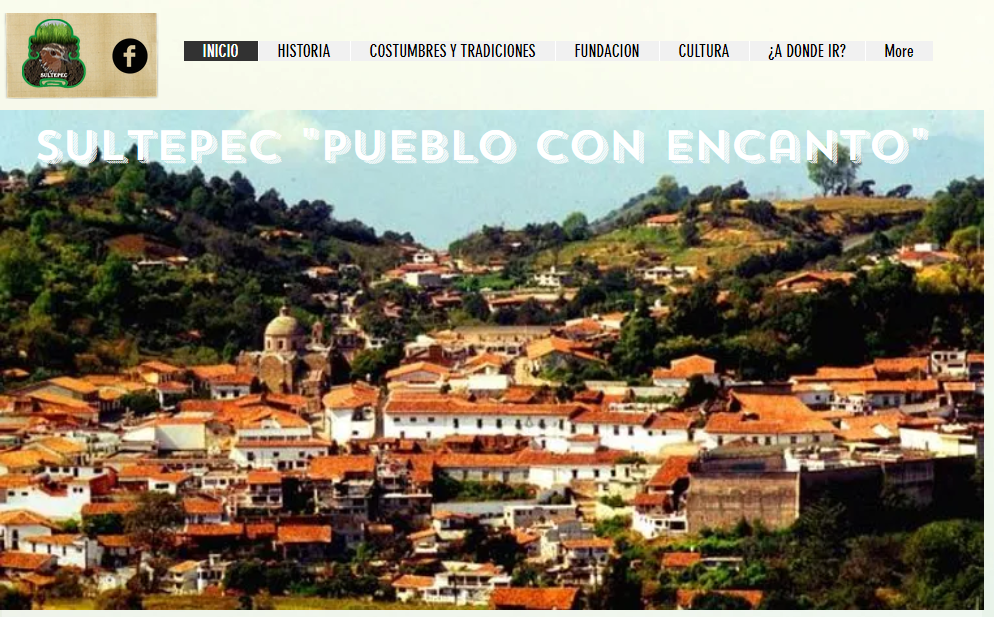 SULTEPEC
INICIO HISTORIA COSTUMBRES Y TRADICIONES FUNDACION CULTURA ¿A DONDE IR? More
SULTEPEC "PUEBLO CON ENCANTO"